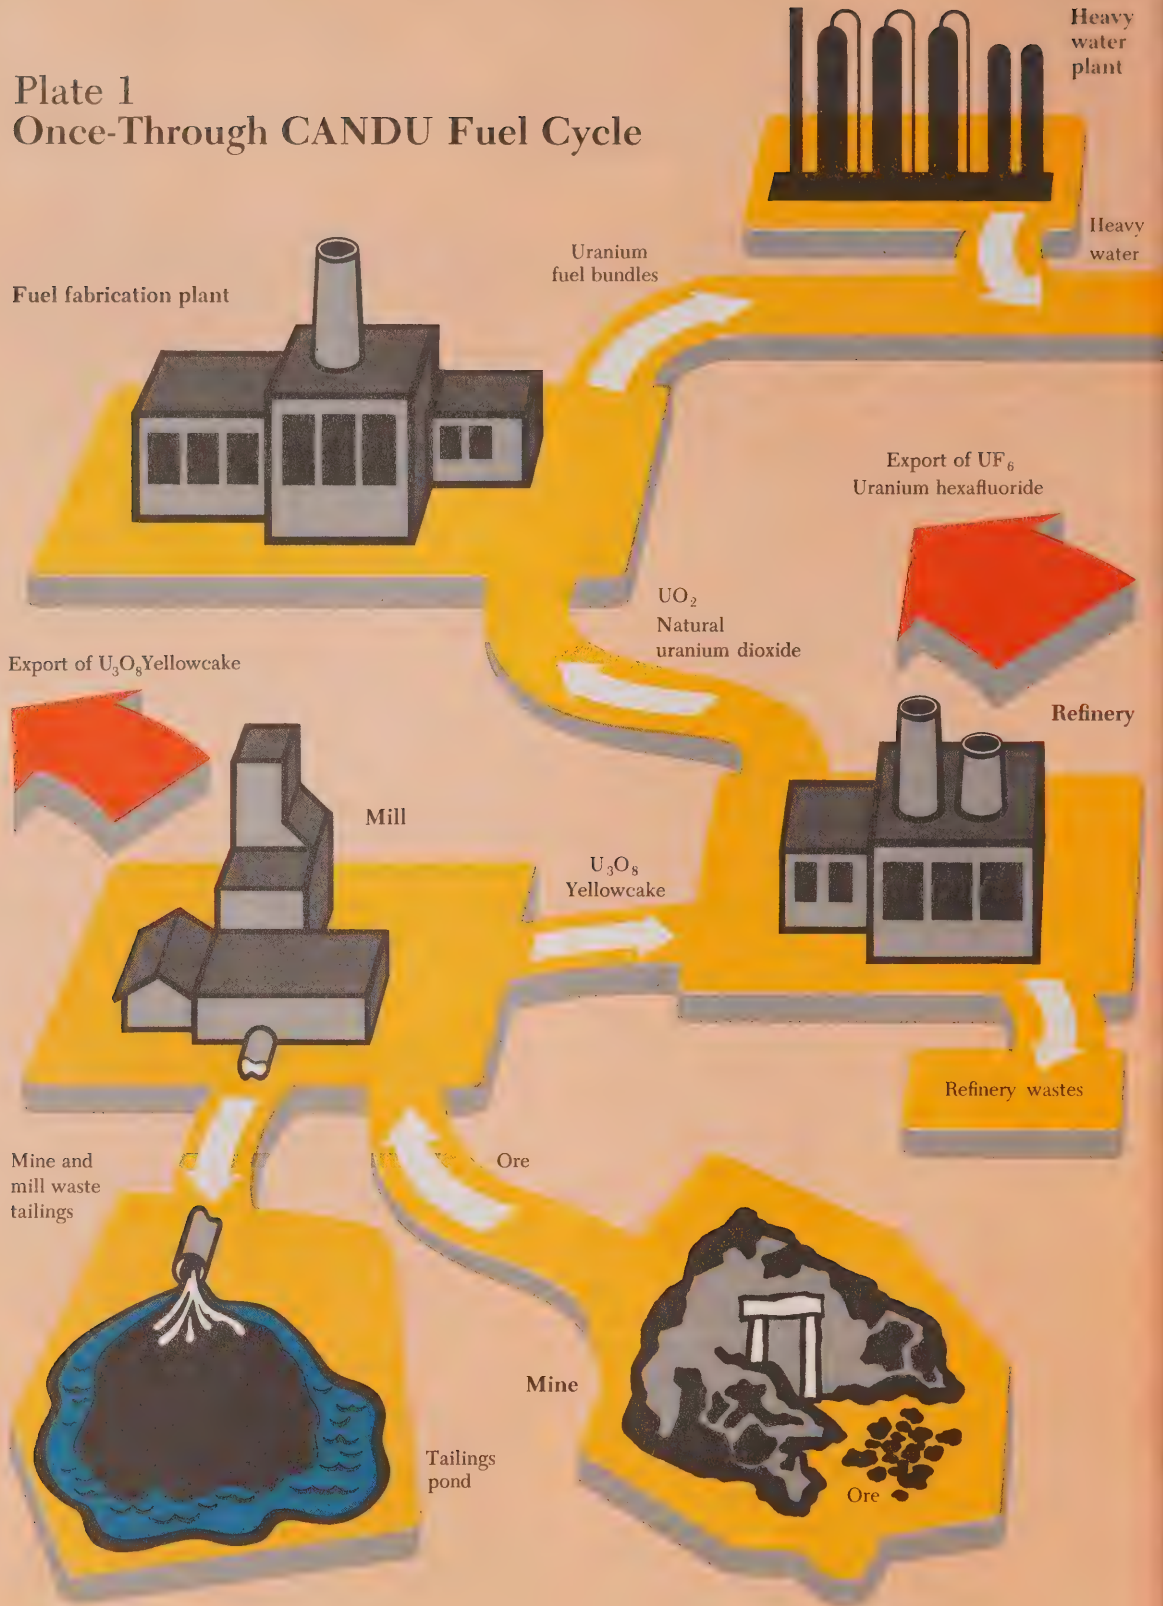 Plate 1
Once-Through CANDU Fuel Cycle
Heavy
water
plant
Heavy
water
Uranium
fuel bundles
Fuel fabrication plant
Export of UF₆
Uranium hexafluoride
UO₂
Natural
uranium dioxide
Export of U₃O₈Yellowcake
Refinery
Mill
U₃O₈
Yellowcake
Refinery wastes
Mine and
mill waste
tailings
Ore
Mine
Tailings
pond
Ore